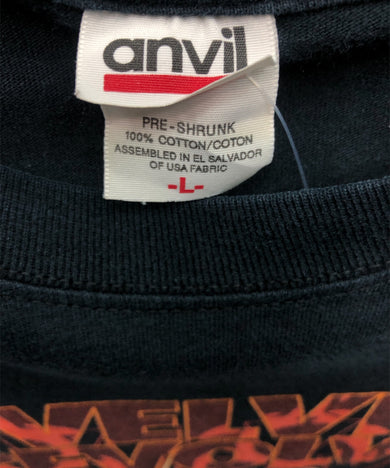 anvil
PRE-SHRUNK
100% COTTON/COTON
ASSEMBLED IN EL SALVADOR
OF USA FABRIC
-L-